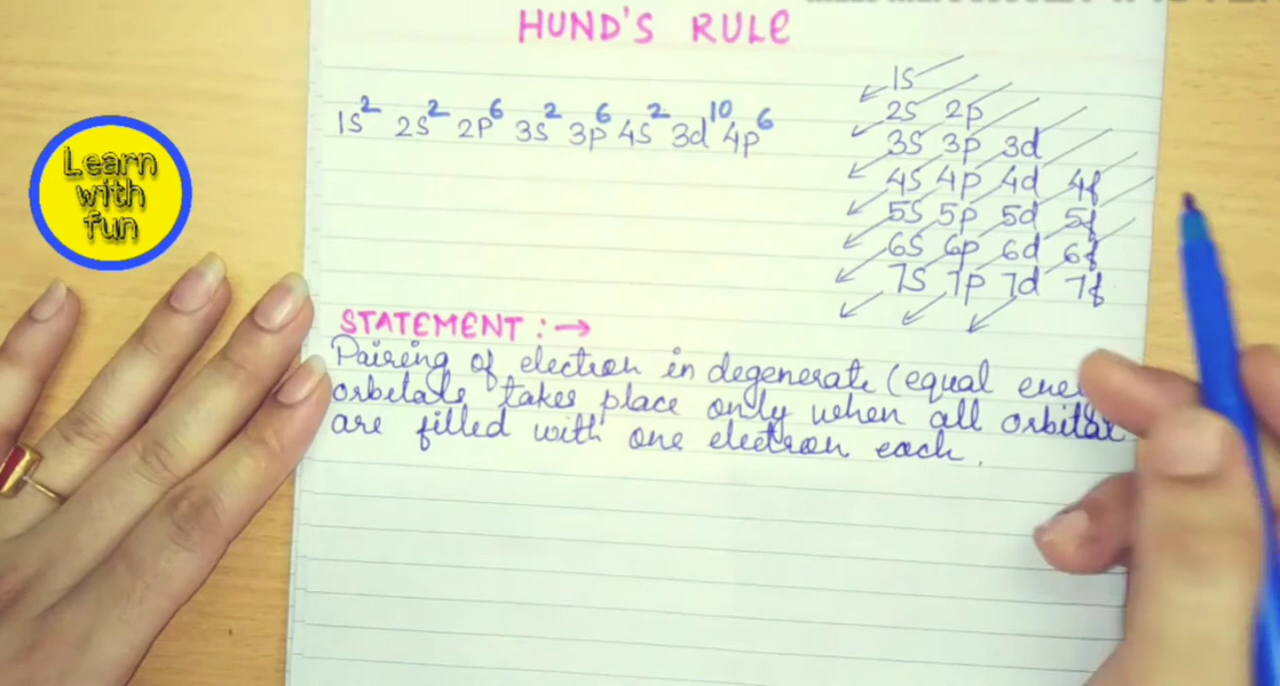 HUND'S RULE
1s² 2s² 2p⁶ 3s² 3p⁶ 4s² 3d¹⁰ 4p⁶
1s
2s 2p
3s 3p 3d
4s 4p 4d 4f
5s 5p 5d 5f
6s 6p 6d 6f
7s 7p 7d 7f
Learn
with
fun
STATEMENT : →
Pairing of electron in degenerate (equal
orbitals takes place only when all orbital
are filled with one electron each.